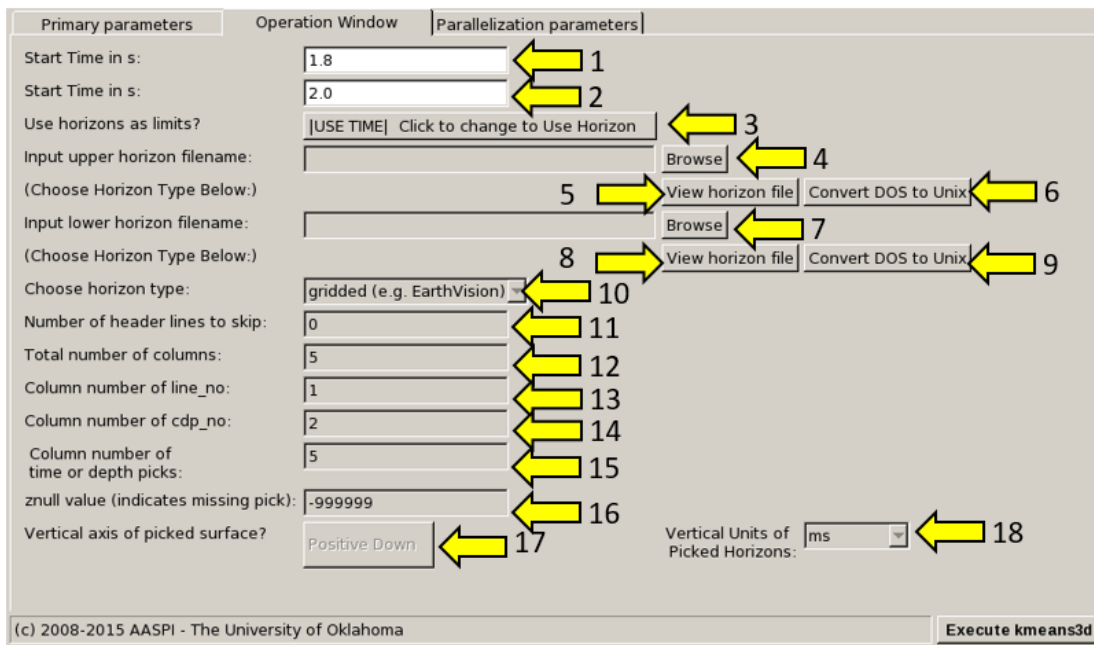 Primary parameters Operation Window Parallelization parameters
Start Time in s: 1.8 1
Start Time in s: 2.0 2
Use horizons as limits? |USE TIME| Click to change to Use Horizon 3
Input upper horizon filename: Browse 4
(Choose Horizon Type Below:) 5 View horizon file Convert DOS to Unix 6
Input lower horizon filename: Browse 7
(Choose Horizon Type Below:) 8 View horizon file Convert DOS to Unix 9
Choose horizon type: gridded (e.g. EarthVision) 10
Number of header lines to skip: 0 11
Total number of columns: 5 12
Column number of line_no: 1 13
Column number of cdp_no: 2 14
Column number of
time or depth picks: 5 15
znull value (indicates missing pick): -999999 16
Vertical axis of picked surface? Positive Down 17 Vertical Units of
Picked Horizons: ms 18
(c) 2008-2015 AASPI - The University of Oklahoma Execute kmeans3d